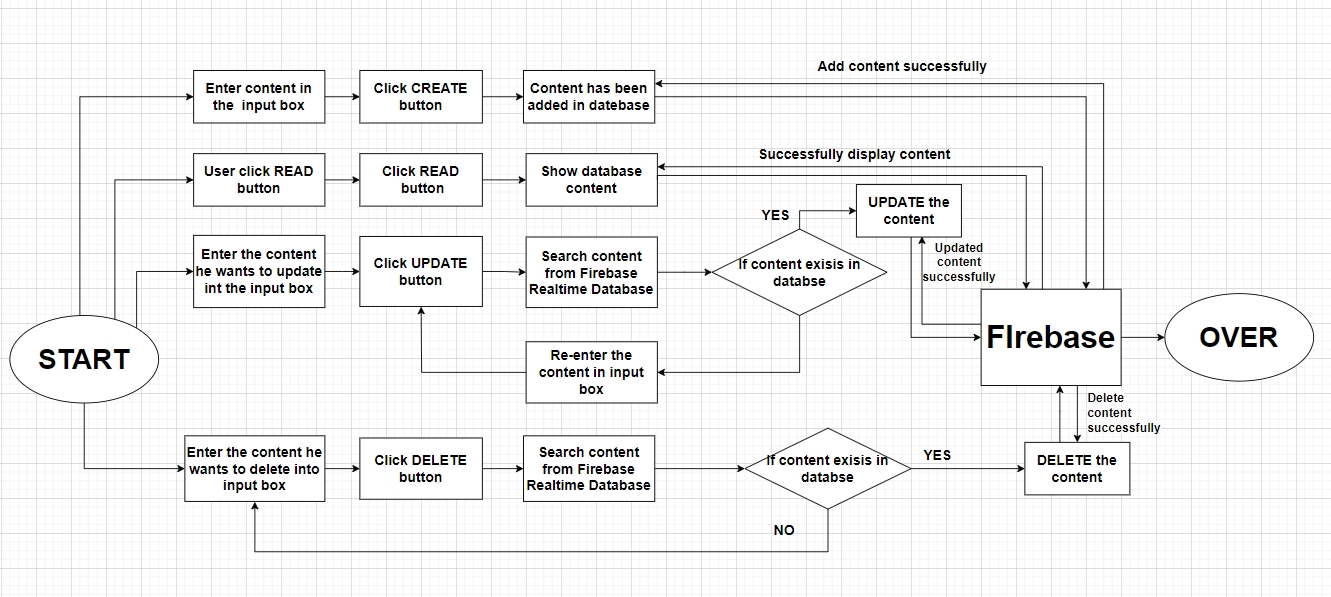 Add content successfully
Enter content in
the input box
Click CREATE
button
Content has been
added in datebase
Successfully display content
User click READ
button
Click READ
button
Show database
content
YES
UPDATE the
content
Enter the content
he wants to update
int the input box
Click UPDATE
button
Search content
from Firebase
Realtime Database
If content exisis in
databse
Updated
content
successfully
START
Re-enter the
content in input
box
FIrebase
OVER
Delete
content
successfully
Enter the content he
wants to delete into
input box
Click DELETE
button
Search content
from Firebase
Realtime Database
If content exisis in
databse
YES
DELETE the
content
NO